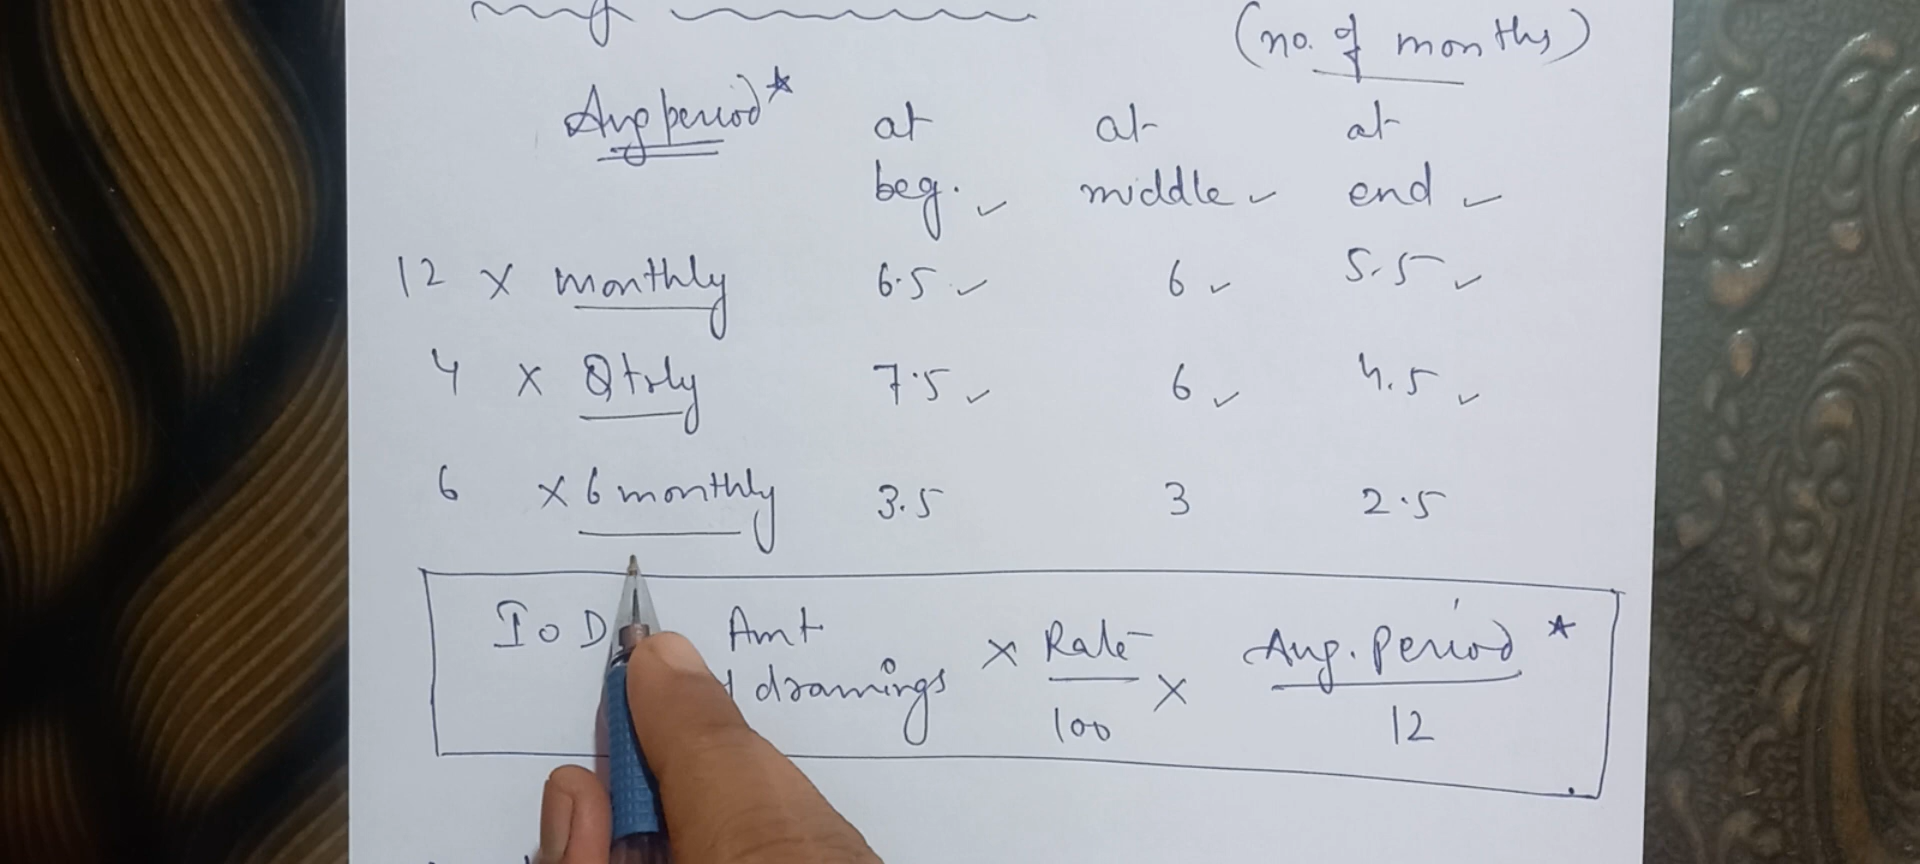 (no. of months)
Avg period* at beg. at middle at end
12 x monthly 6.5 6 5.5
4 x Qtrly 7.5 6 4.5
6 x 6 monthly 3.5 3 2.5
IoD Amt drawings x Rate/100 x Avg. period*/12